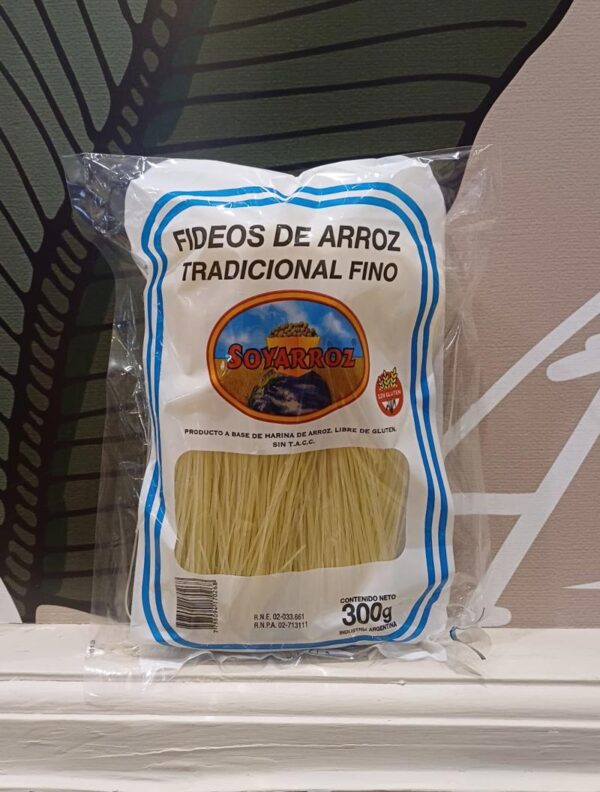 FIDEOS DE ARROZ
TRADICIONAL FINO
SOYARROZ
SIN GLUTEN
PRODUCTO A BASE DE HARINA DE ARROZ. LIBRE DE GLUTEN.
SIN T.A.C.C.
R.N.E. 02-033.661
R.N.P.A. 02-713111
CONTENIDO NETO
300g
INDUSTRIA ARGENTINA